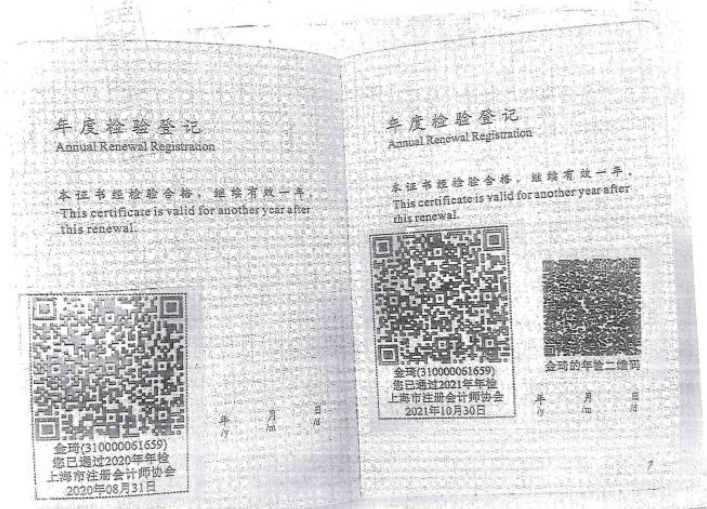 年度检验登记
Annual Renewal Registration
本证书经检验合格，继续有效一年。
This certificate is valid for another year after
this renewal.
金琦(310000061659)
您已通过2020年年检
上海市注册会计师协会
2020年08月31日
年 月 日
/y /m /d
年度检验登记
Annual Renewal Registration
本证书经检验合格，继续有效一年。
This certificate is valid for another year after
this renewal.
金琦(310000061659)
您已通过2021年年检
上海市注册会计师协会
2021年10月30日
金琦的年检二维码
年 月 日
/y /m /d
7